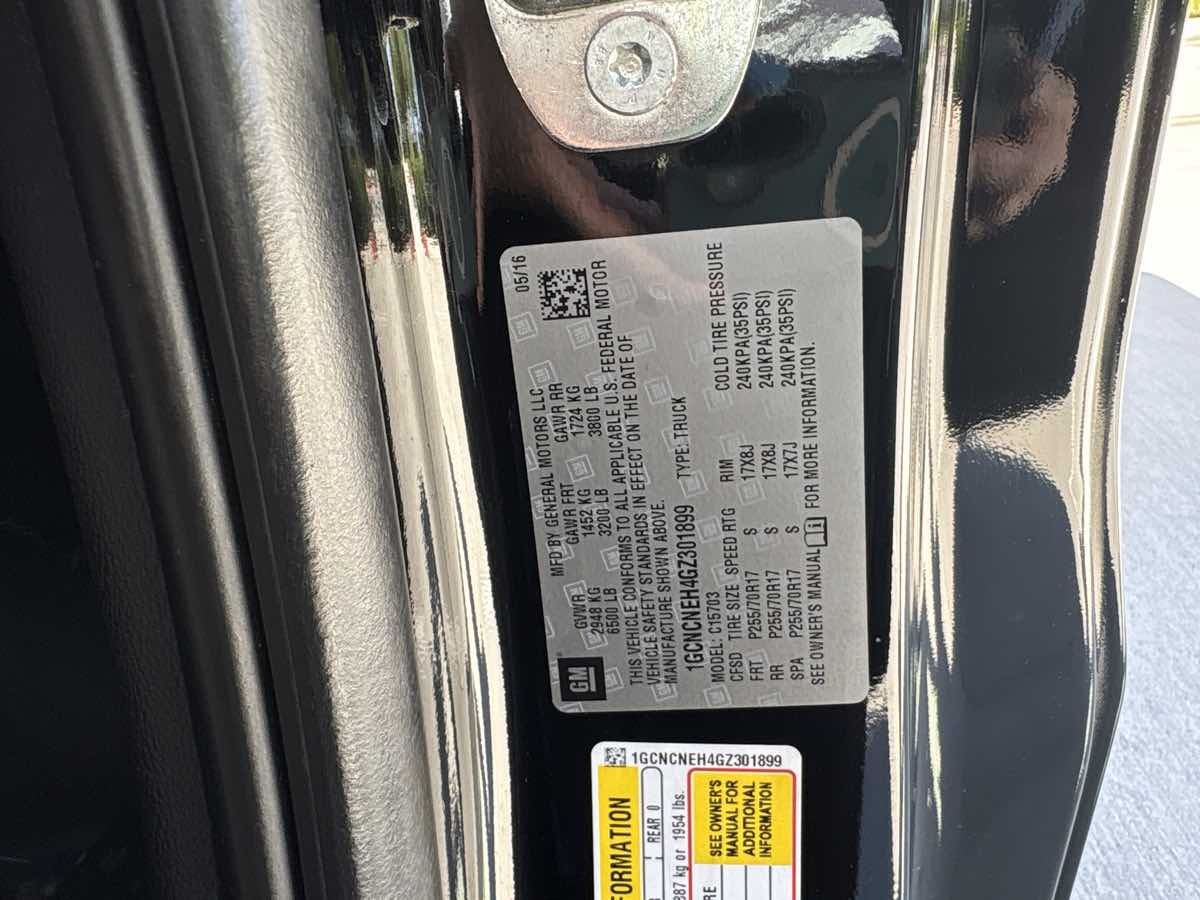 05/16
MFD BY GENERAL MOTORS LLC
GVWR GAWR FRT GAWR RR
2948 KG 1452 KG 1724 KG
6500 LB 3200 LB 3800 LB
THIS VEHICLE CONFORMS TO ALL APPLICABLE U.S. FEDERAL MOTOR
VEHICLE SAFETY STANDARDS IN EFFECT ON THE DATE OF
MANUFACTURE SHOWN ABOVE.
1GCNCNEH4GZ301899 TYPE: TRUCK
MODEL: C15703
CFSD TIRE SIZE SPEED RTG RIM COLD TIRE PRESSURE
FRT P255/70R17 S 17X8J 240KPA(35PSI)
RR P255/70R17 S 17X8J 240KPA(35PSI)
SPA P255/70R17 S 17X7J 240KPA(35PSI)
SEE OWNER'S MANUAL FOR MORE INFORMATION.
GM
1GCNCNEH4GZ301899
FORMATION
REAR 0
887 kg or 1954 lbs.
SEE OWNER'S
MANUAL FOR
ADDITIONAL
INFORMATION
RE